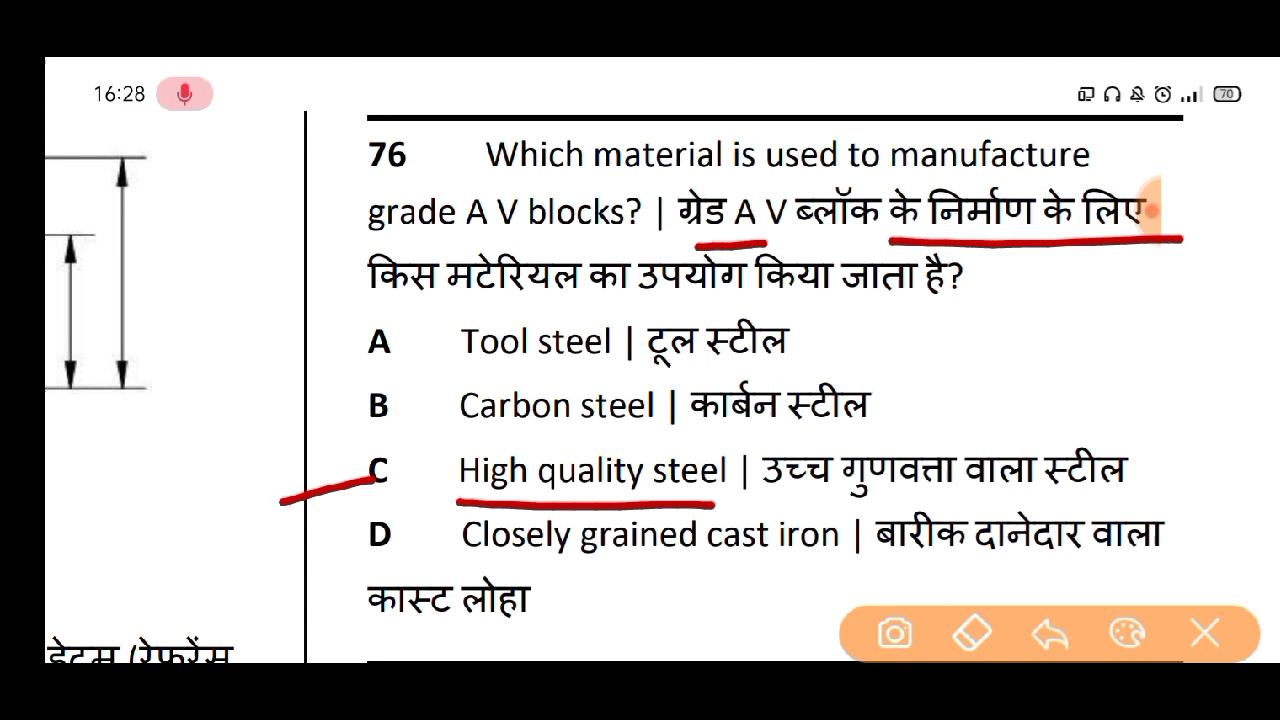 16:28
70
76 Which material is used to manufacture
grade A V blocks? | ग्रेड A V ब्लॉक के निर्माण के लिए
किस मटेरियल का उपयोग किया जाता है?
A Tool steel | टूल स्टील
B Carbon steel | कार्बन स्टील
C High quality steel | उच्च गुणवत्ता वाला स्टील
D Closely grained cast iron | बारीक दानेदार वाला
कास्ट लोहा